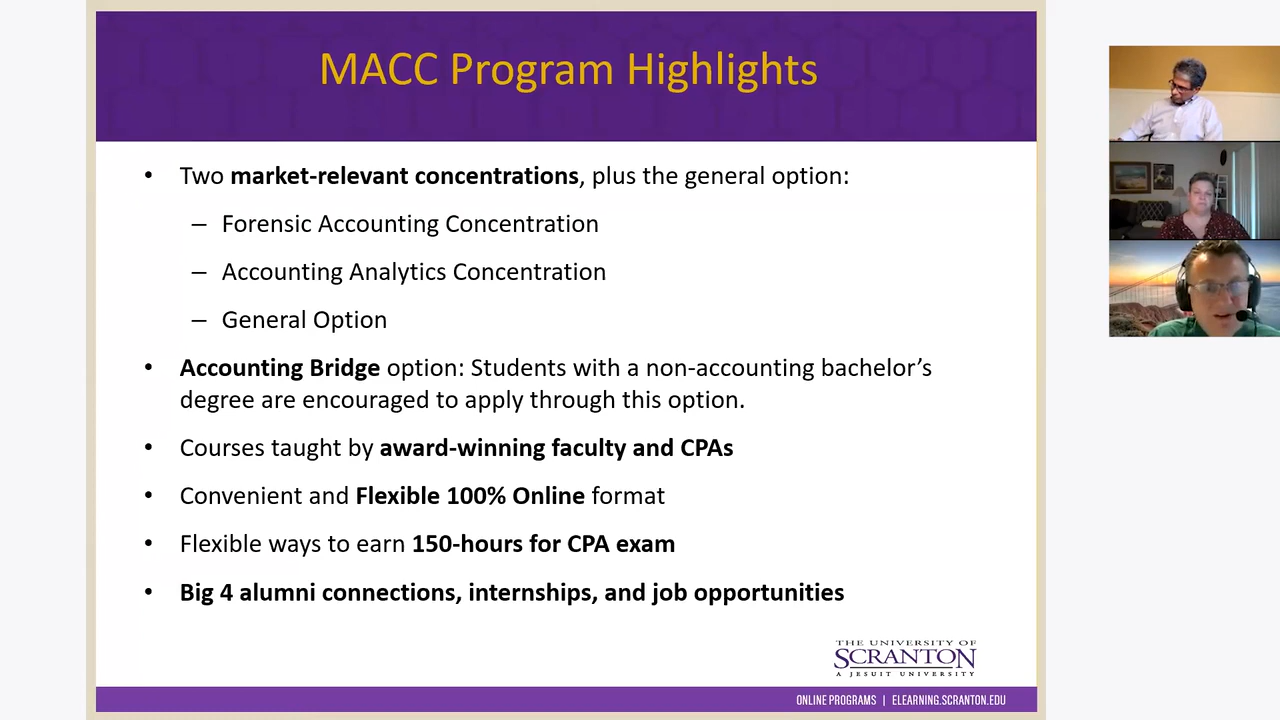 MACC Program Highlights
• Two market-relevant concentrations, plus the general option:
– Forensic Accounting Concentration
– Accounting Analytics Concentration
– General Option
• Accounting Bridge option: Students with a non-accounting bachelor’s
degree are encouraged to apply through this option.
• Courses taught by award-winning faculty and CPAs
• Convenient and Flexible 100% Online format
• Flexible ways to earn 150-hours for CPA exam
• Big 4 alumni connections, internships, and job opportunities
THE UNIVERSITY OF
SCRANTON
A JESUIT UNIVERSITY
ONLINE PROGRAMS | ELEARNING.SCRANTON.EDU